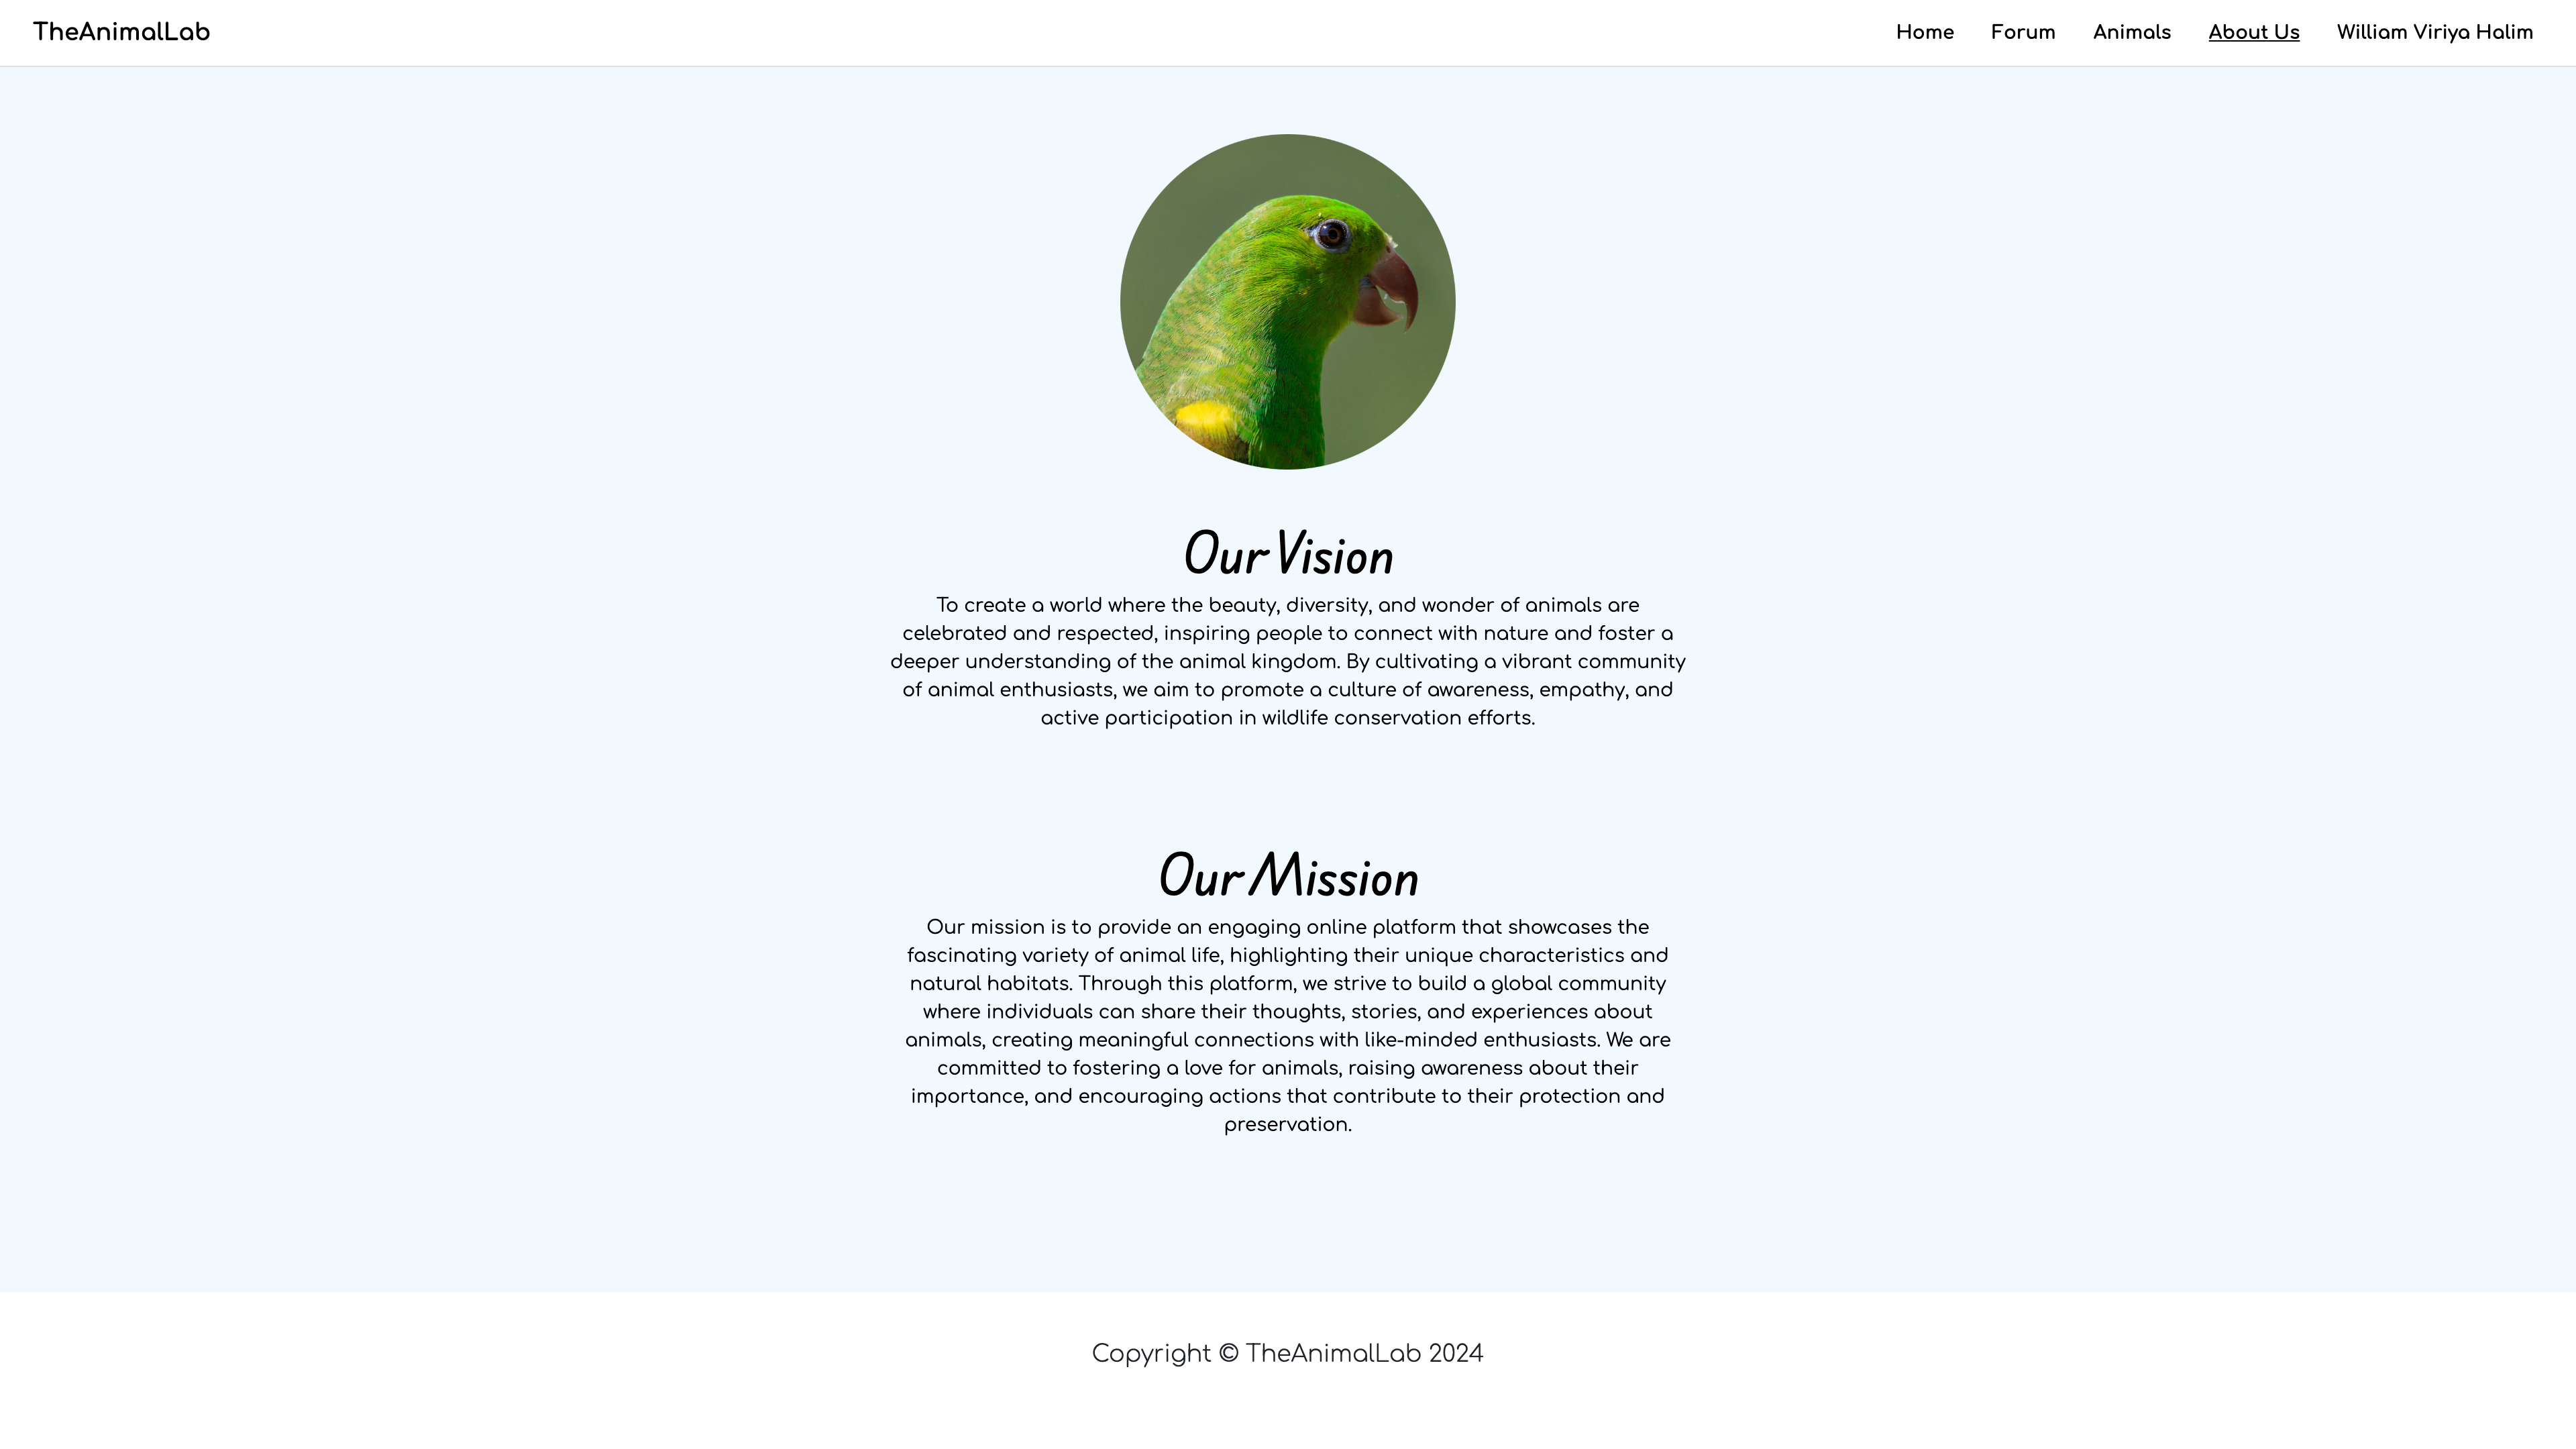 TheAnimalLab
Home Forum Animals About Us William Viriya Halim
Our Vision
To create a world where the beauty, diversity, and wonder of animals are
celebrated and respected, inspiring people to connect with nature and foster a
deeper understanding of the animal kingdom. By cultivating a vibrant community
of animal enthusiasts, we aim to promote a culture of awareness, empathy, and
active participation in wildlife conservation efforts.
Our Mission
Our mission is to provide an engaging online platform that showcases the
fascinating variety of animal life, highlighting their unique characteristics and
natural habitats. Through this platform, we strive to build a global community
where individuals can share their thoughts, stories, and experiences about
animals, creating meaningful connections with like-minded enthusiasts. We are
committed to fostering a love for animals, raising awareness about their
importance, and encouraging actions that contribute to their protection and
preservation.
Copyright © TheAnimalLab 2024